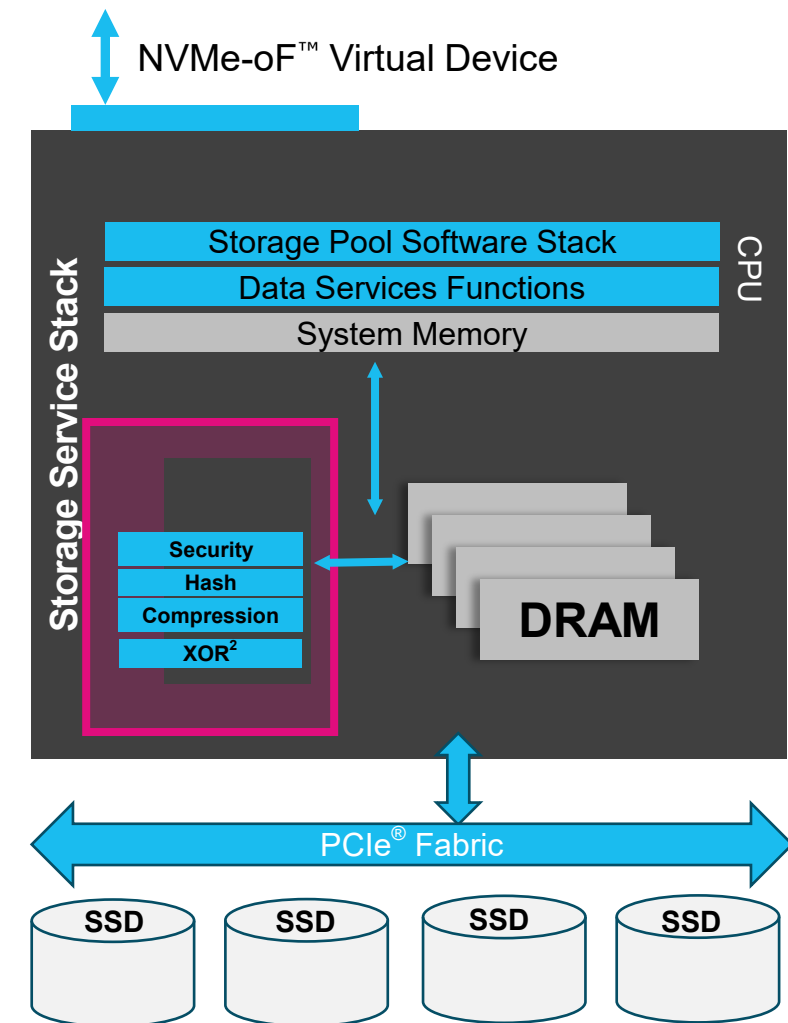 NVMe-oF™ Virtual Device
Storage Pool Software Stack
Data Services Functions
System Memory
CPU
Storage Service Stack
Security
Hash
Compression
XOR²
DRAM
PCIe® Fabric
SSD
SSD
SSD
SSD